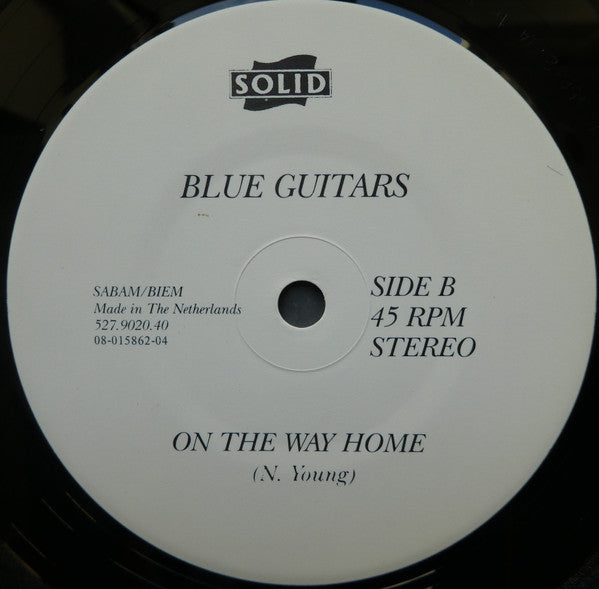 SOLID
BLUE GUITARS
SABAM/BIEM
Made in The Netherlands
527.9020.40
08-015862-04
SIDE B
45 RPM
STEREO
ON THE WAY HOME
(N. Young)